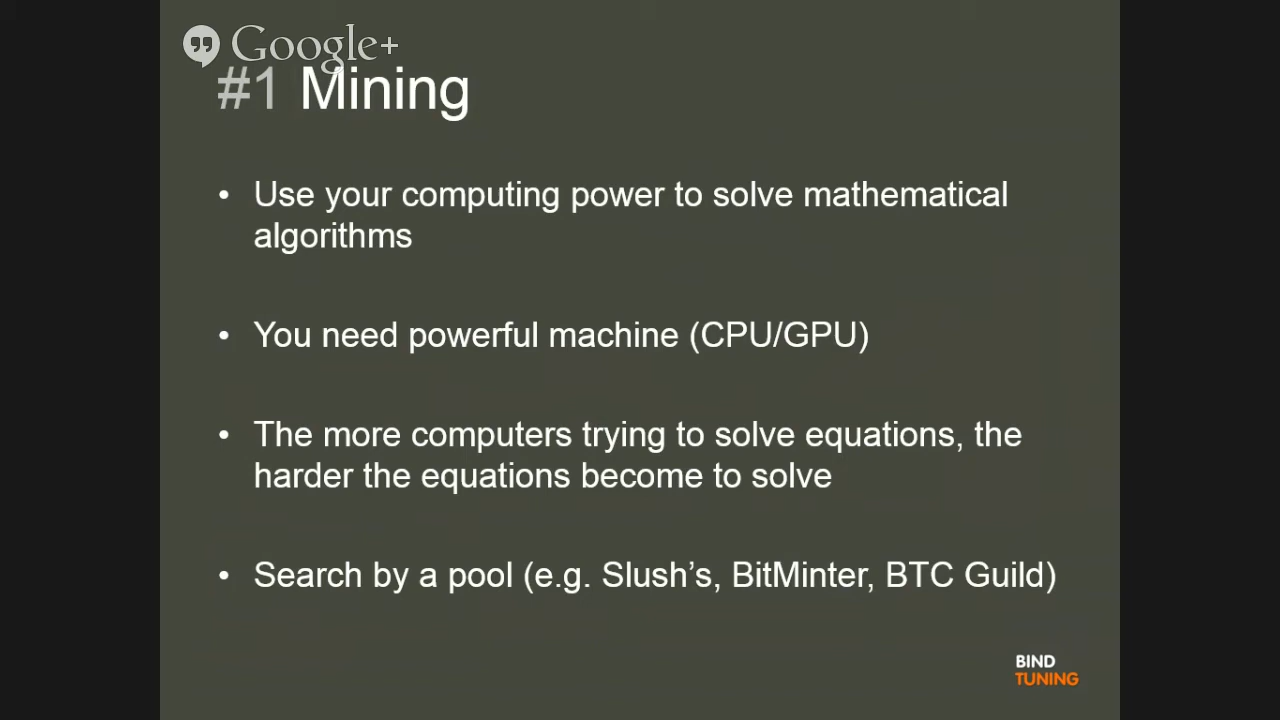 Google+
#1 Mining
• Use your computing power to solve mathematical
algorithms
• You need powerful machine (CPU/GPU)
• The more computers trying to solve equations, the
harder the equations become to solve
• Search by a pool (e.g. Slush’s, BitMinter, BTC Guild)
BIND
TUNING